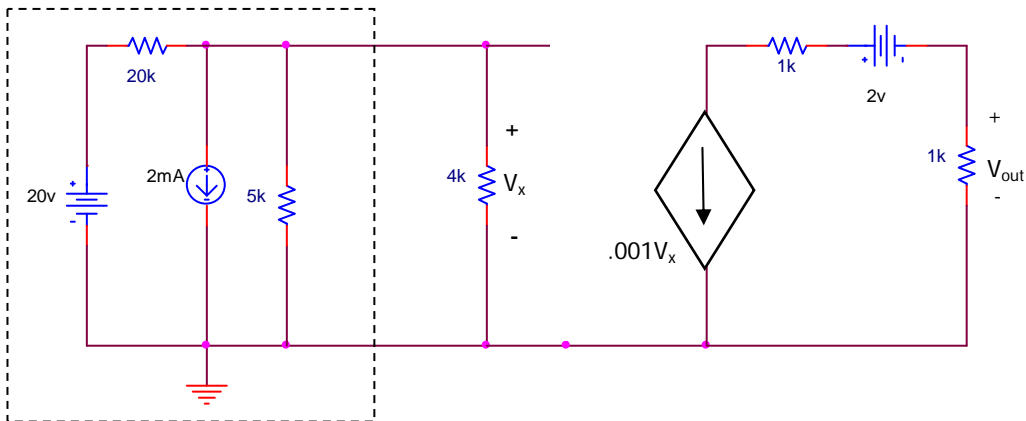 20k
20v
+
-
2mA
+
-
5k
4k
+
Vₓ
-
.001Vₓ
1k
+
-
2v
1k
+
Vout
-